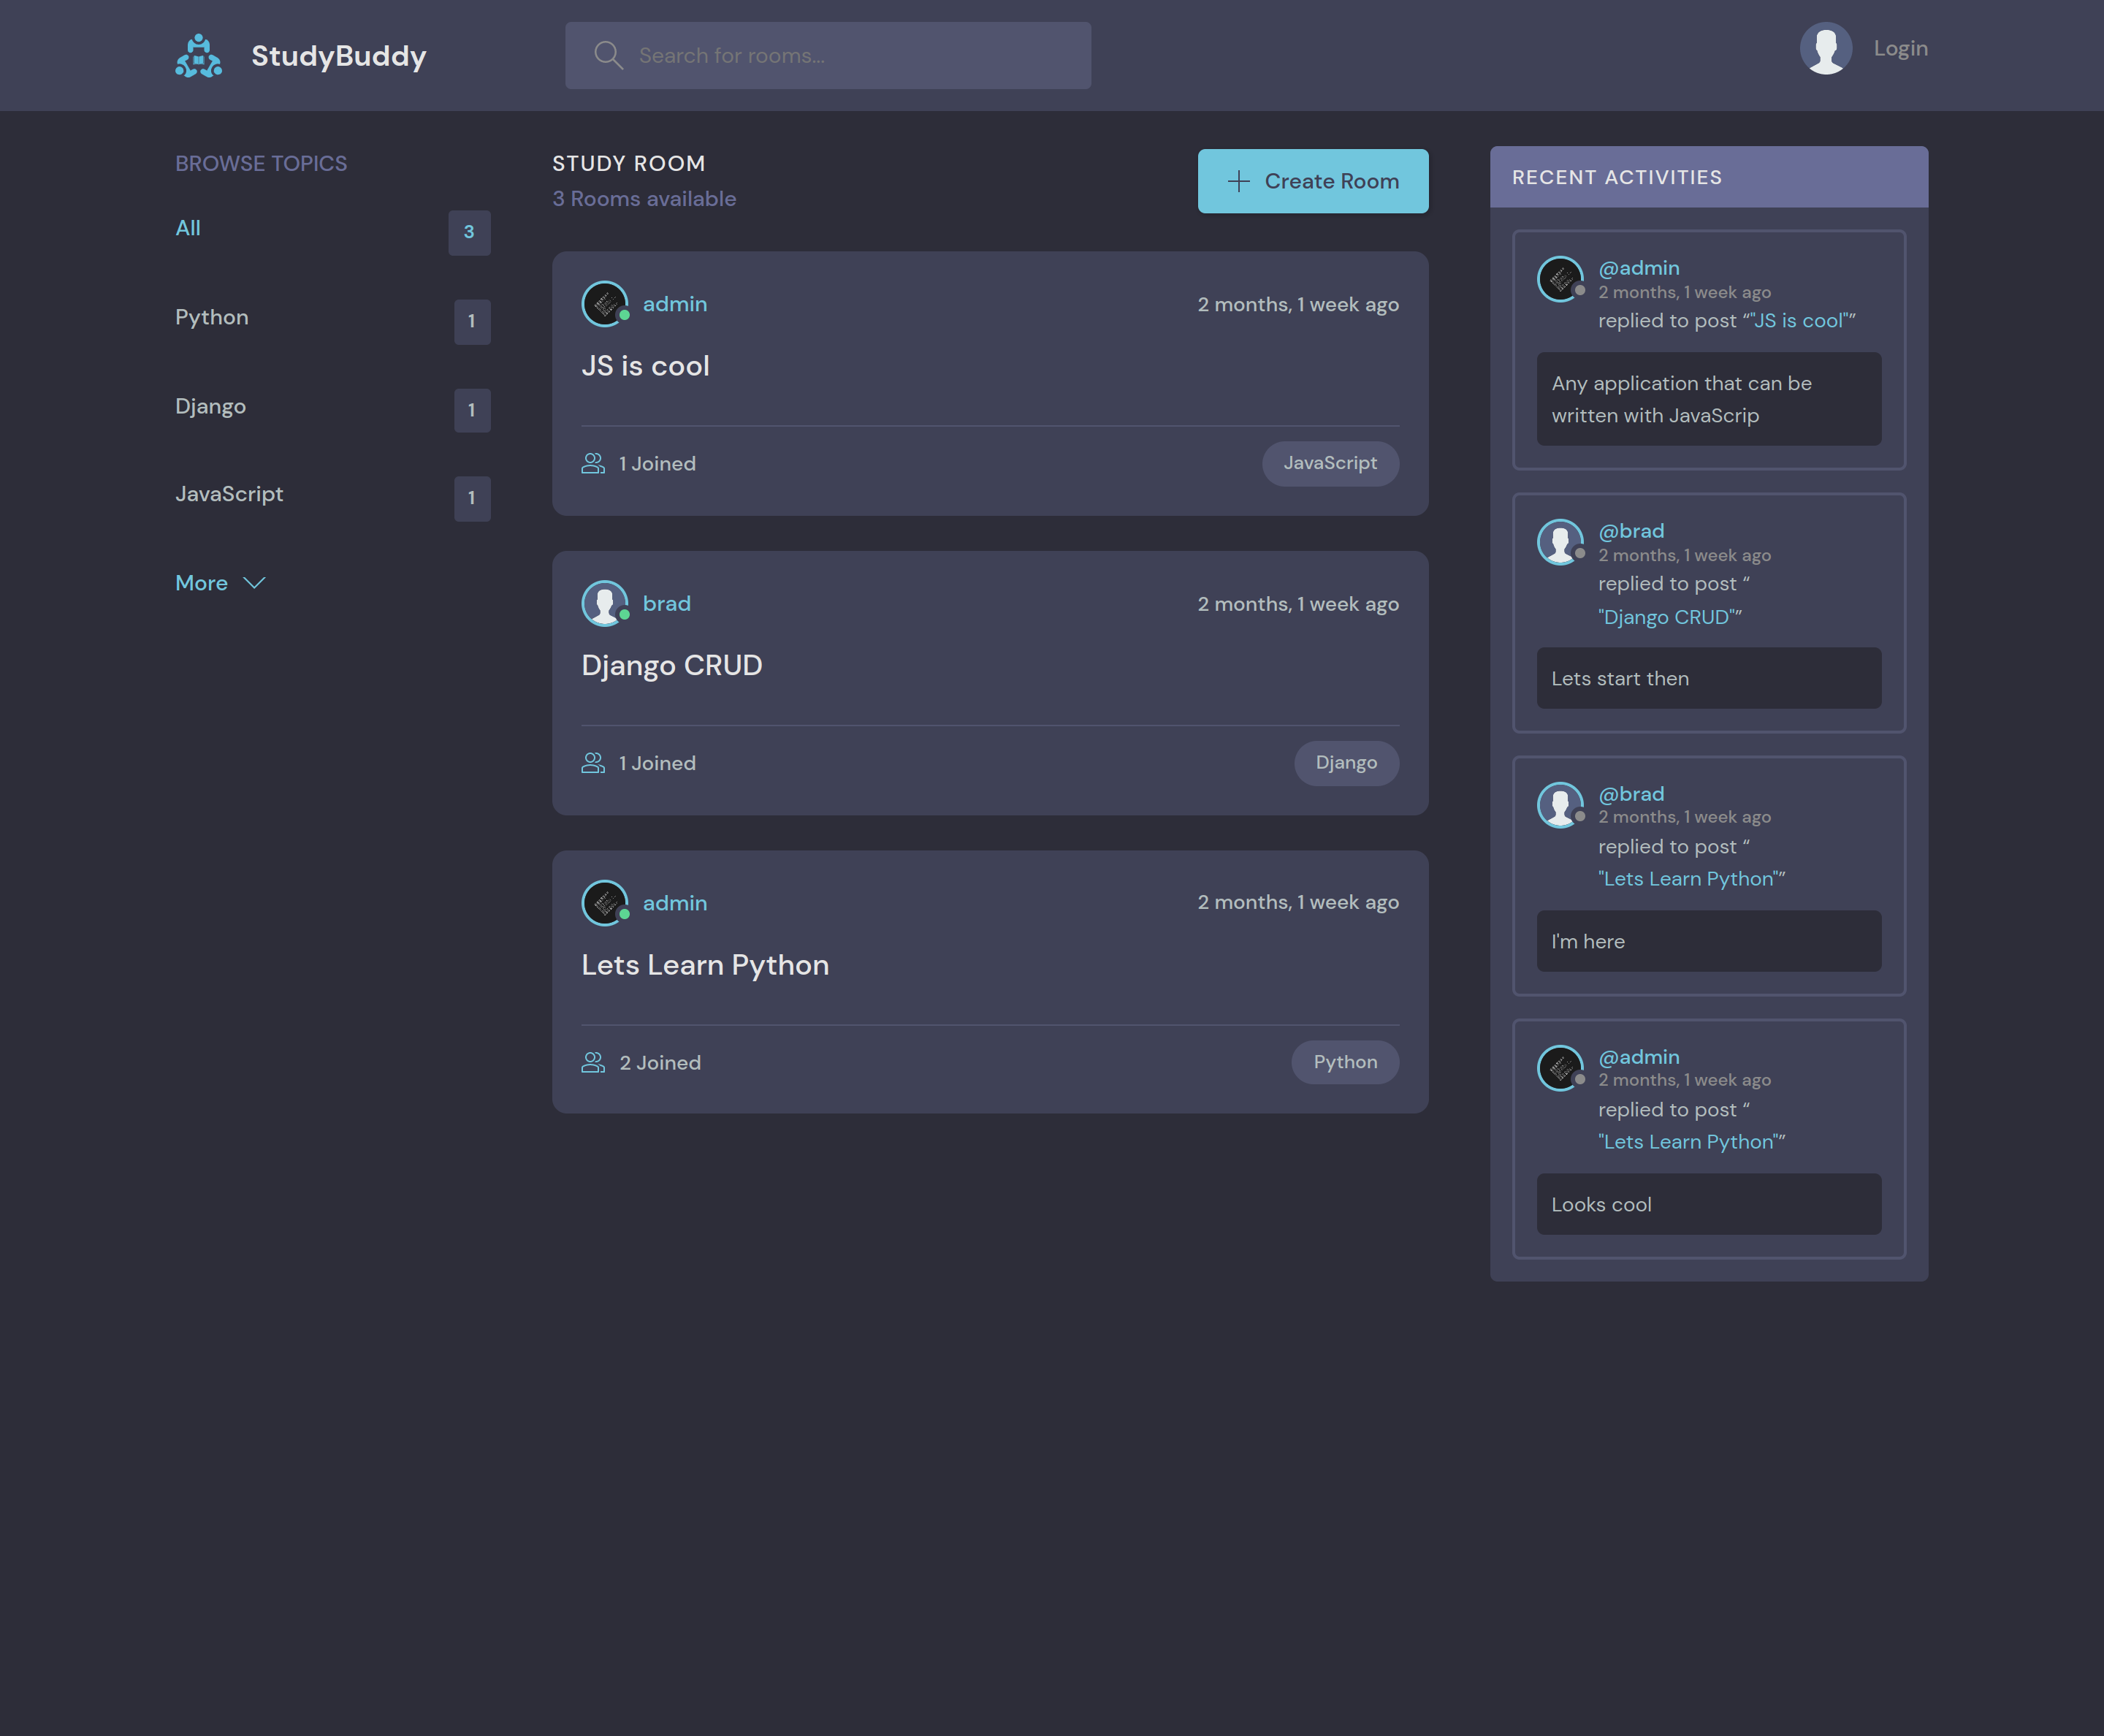 StudyBuddy
Search for rooms...
Login
BROWSE TOPICS
All
3
Python
1
Django
1
JavaScript
1
More
STUDY ROOM
3 Rooms available
Create Room
admin
2 months, 1 week ago
JS is cool
1 Joined
JavaScript
brad
2 months, 1 week ago
Django CRUD
1 Joined
Django
admin
2 months, 1 week ago
Lets Learn Python
2 Joined
Python
RECENT ACTIVITIES
@admin
2 months, 1 week ago
replied to post “"JS is cool"”
Any application that can be
written with JavaScrip
@brad
2 months, 1 week ago
replied to post “
"Django CRUD"”
Lets start then
@brad
2 months, 1 week ago
replied to post “
"Lets Learn Python"”
I'm here
@admin
2 months, 1 week ago
replied to post “
"Lets Learn Python"”
Looks cool